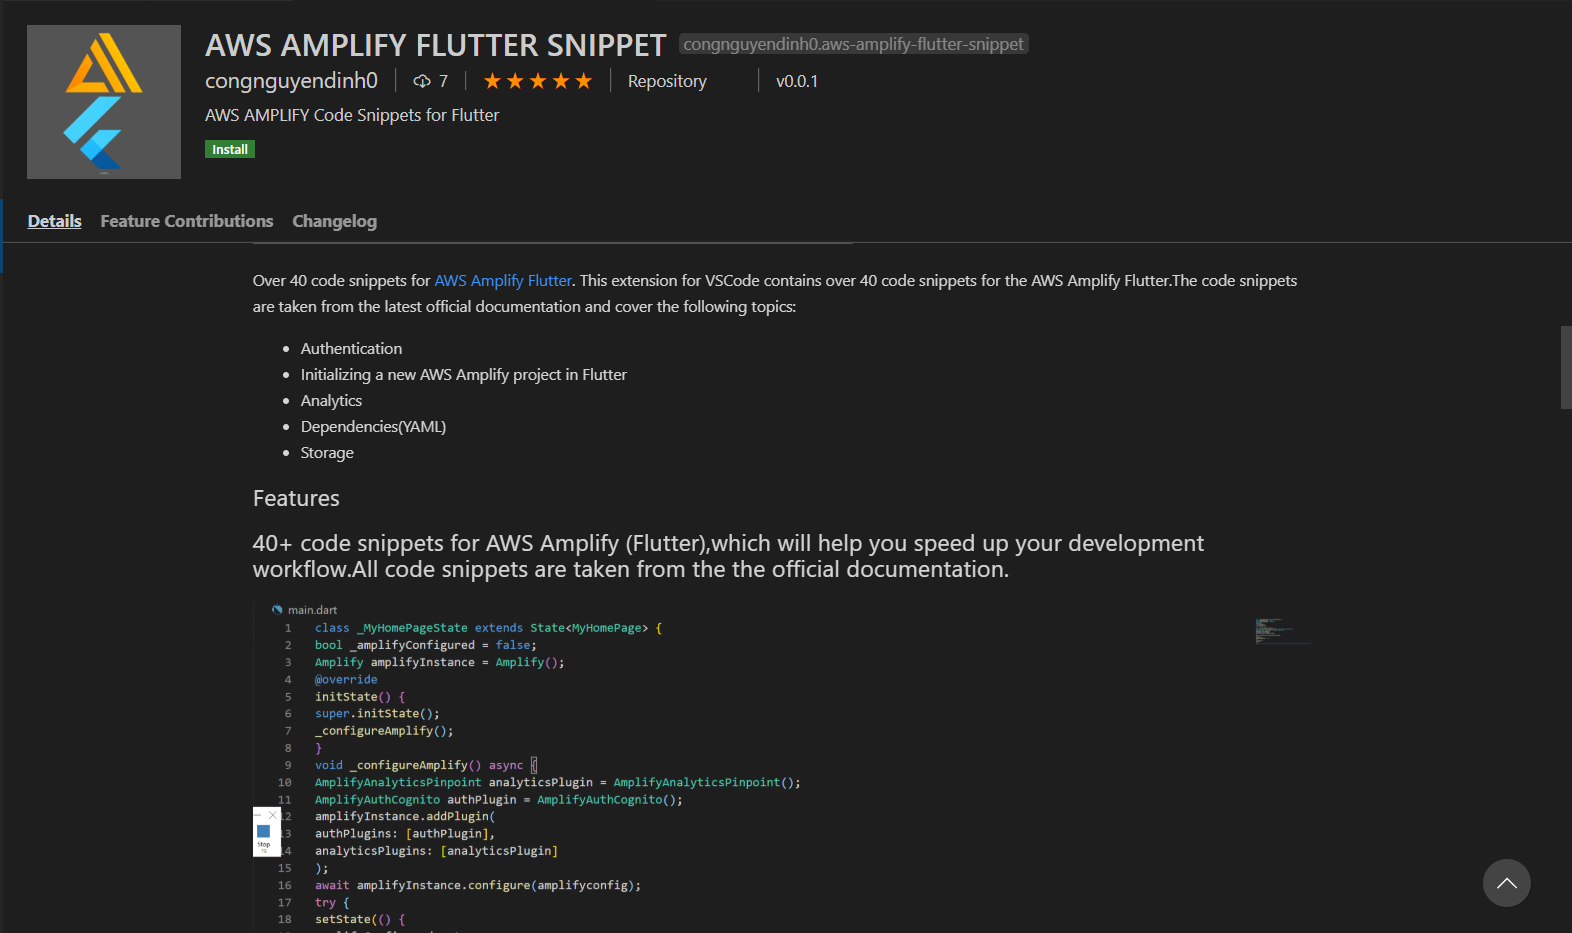 AWS AMPLIFY FLUTTER SNIPPET congnguyendinh0.aws-amplify-flutter-snippet
congnguyendinh0 7 Repository v0.0.1
AWS AMPLIFY Code Snippets for Flutter
Install
Details Feature Contributions Changelog
Over 40 code snippets for AWS Amplify Flutter. This extension for VSCode contains over 40 code snippets for the AWS Amplify Flutter.The code snippets
are taken from the latest official documentation and cover the following topics:
• Authentication
• Initializing a new AWS Amplify project in Flutter
• Analytics
• Dependencies(YAML)
• Storage
Features
40+ code snippets for AWS Amplify (Flutter),which will help you speed up your development
workflow.All code snippets are taken from the the official documentation.
main.dart
1 class _MyHomePageState extends State<MyHomePage> {
2 bool _amplifyConfigured = false;
3 Amplify amplifyInstance = Amplify();
4 @override
5 initState() {
6 super.initState();
7 _configureAmplify();
8 }
9 void _configureAmplify() async {
10 AmplifyAnalyticsPinpoint analyticsPlugin = AmplifyAnalyticsPinpoint();
11 AmplifyAuthCognito authPlugin = AmplifyAuthCognito();
12 amplifyInstance.addPlugin(
13 authPlugins: [authPlugin],
Stop
14 analyticsPlugins: [analyticsPlugin]
15 );
16 await amplifyInstance.configure(amplifyconfig);
17 try {
18 setState(() {